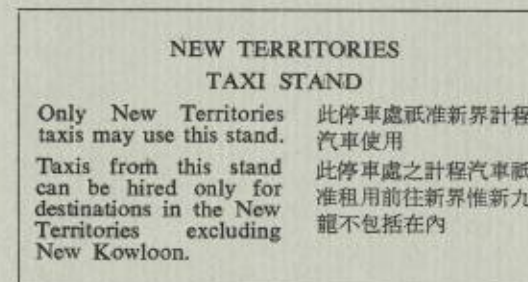 NEW TERRITORIES
TAXI STAND
Only New Territories
taxis may use this stand.
Taxis from this stand
can be hired only for
destinations in the New
Territories excluding
New Kowloon.
此停車處祇准新界計程
汽車使用
此停車處之計程汽車祇
准租用前往新界惟新九
龍不包括在內